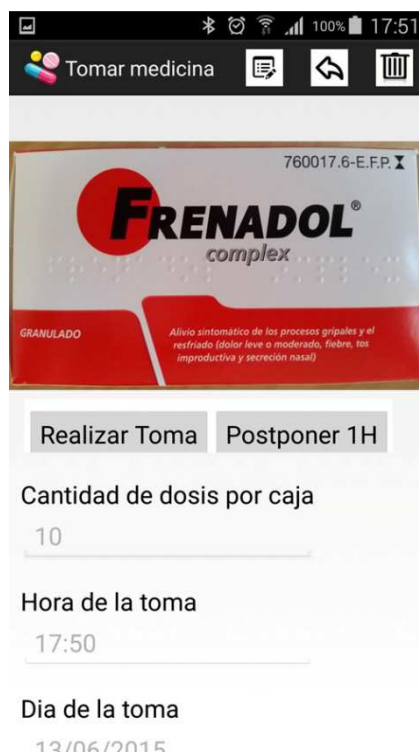 100% 17:51
Tomar medicina
760017.6-E.F.P.
FRENADOL®
complex
GRANULADO
Alivio sintomático de los procesos gripales y el
resfriado (dolor leve o moderado, fiebre, tos
improductiva y secreción nasal)
Realizar Toma Postponer 1H
Cantidad de dosis por caja
10
Hora de la toma
17:50
Dia de la toma
13/06/2015